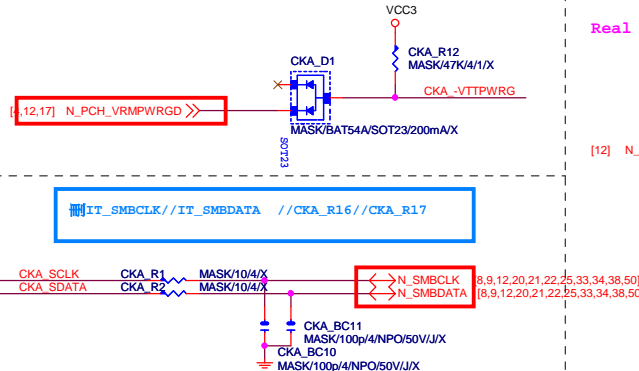 VCC3
Real
CKA_D1
CKA_R12
MASK/47K/4/1/X
CKA_-VTTPWRG
[4,12,17] N_PCH_VRMPWRGD
MASK/BAT54A/SOT23/200mA/X
SOT23
[12] N_
刪IT_SMBCLK//IT_SMBDATA //CKA_R16//CKA_R17
CKA_SCLK CKA_R1 MASK/10/4/X N_SMBCLK [8,9,12,20,21,22,25,33,34,38,50]
CKA_SDATA CKA_R2 MASK/10/4/X N_SMBDATA [8,9,12,20,21,22,25,33,34,38,50
CKA_BC11
MASK/100p/4/NPO/50V/J/X
CKA_BC10
MASK/100p/4/NPO/50V/J/X